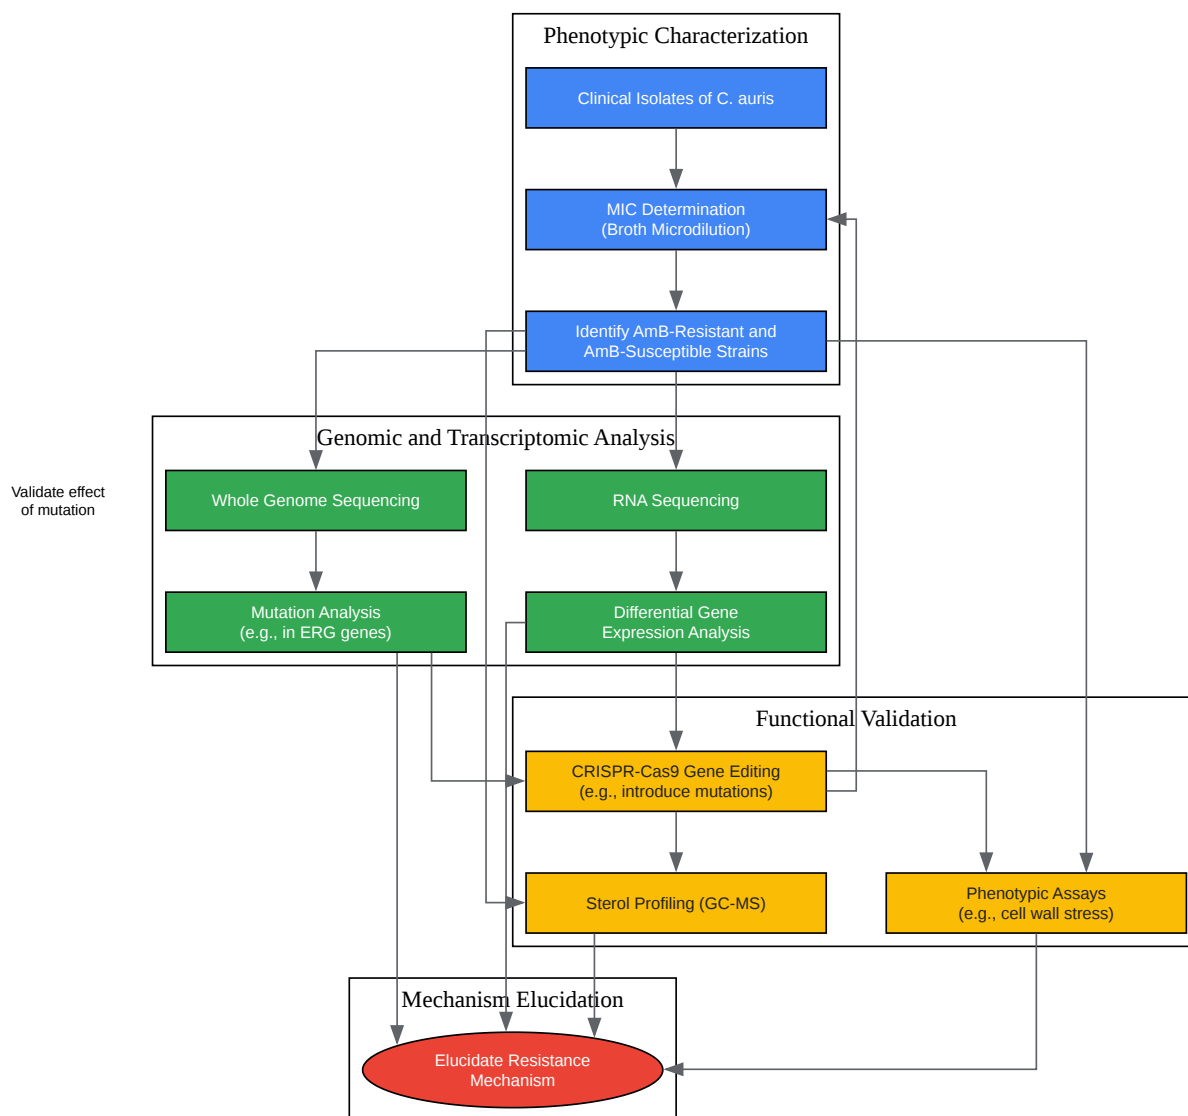 Phenotypic Characterization
Clinical Isolates of C. auris
MIC Determination
(Broth Microdilution)
Identify AmB-Resistant and
AmB-Susceptible Strains
Genomic and Transcriptomic Analysis
Validate effect
of mutation
Whole Genome Sequencing
RNA Sequencing
Mutation Analysis
(e.g., in ERG genes)
Differential Gene
Expression Analysis
Functional Validation
CRISPR-Cas9 Gene Editing
(e.g., introduce mutations)
Sterol Profiling (GC-MS)
Phenotypic Assays
(e.g., cell wall stress)
Mechanism Elucidation
Elucidate Resistance
Mechanism